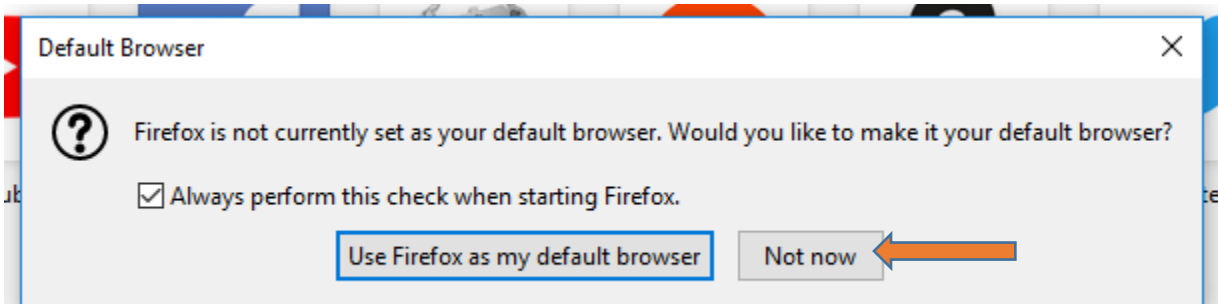 Default Browser
Firefox is not currently set as your default browser. Would you like to make it your default browser?
Always perform this check when starting Firefox.
Use Firefox as my default browser
Not now